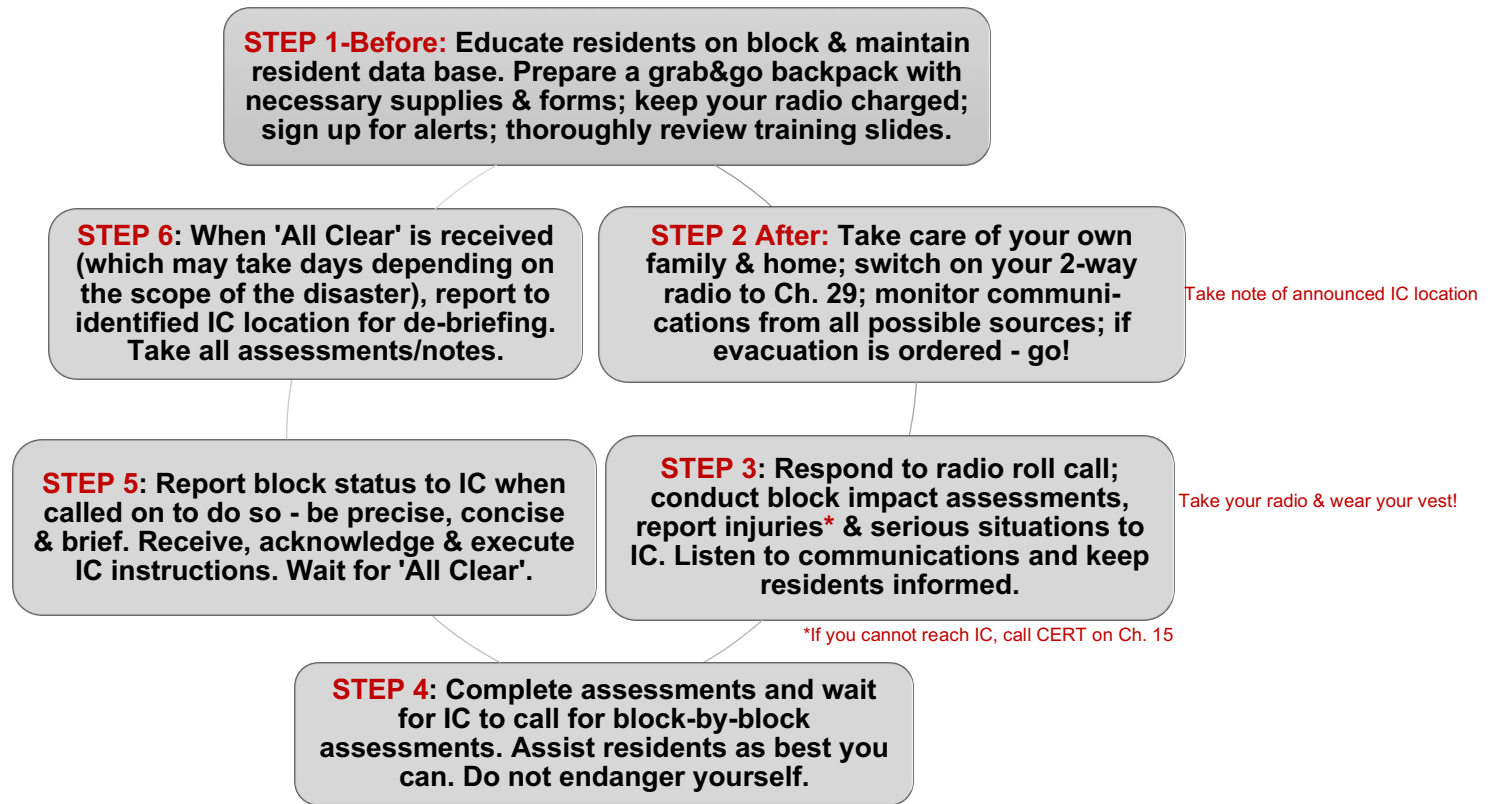 STEP 1-Before: Educate residents on block & maintain
resident data base. Prepare a grab&go backpack with
necessary supplies & forms; keep your radio charged;
sign up for alerts; thoroughly review training slides.
STEP 2 After: Take care of your own
family & home; switch on your 2-way
radio to Ch. 29; monitor communi-
cations from all possible sources; if
evacuation is ordered - go!
Take note of announced IC location
STEP 3: Respond to radio roll call;
conduct block impact assessments,
report injuries* & serious situations to
IC. Listen to communications and keep
residents informed.
Take your radio & wear your vest!
*If you cannot reach IC, call CERT on Ch. 15
STEP 4: Complete assessments and wait
for IC to call for block-by-block
assessments. Assist residents as best you
can. Do not endanger yourself.
STEP 5: Report block status to IC when
called on to do so - be precise, concise
& brief. Receive, acknowledge & execute
IC instructions. Wait for 'All Clear'.
STEP 6: When 'All Clear' is received
(which may take days depending on
the scope of the disaster), report to
identified IC location for de-briefing.
Take all assessments/notes.